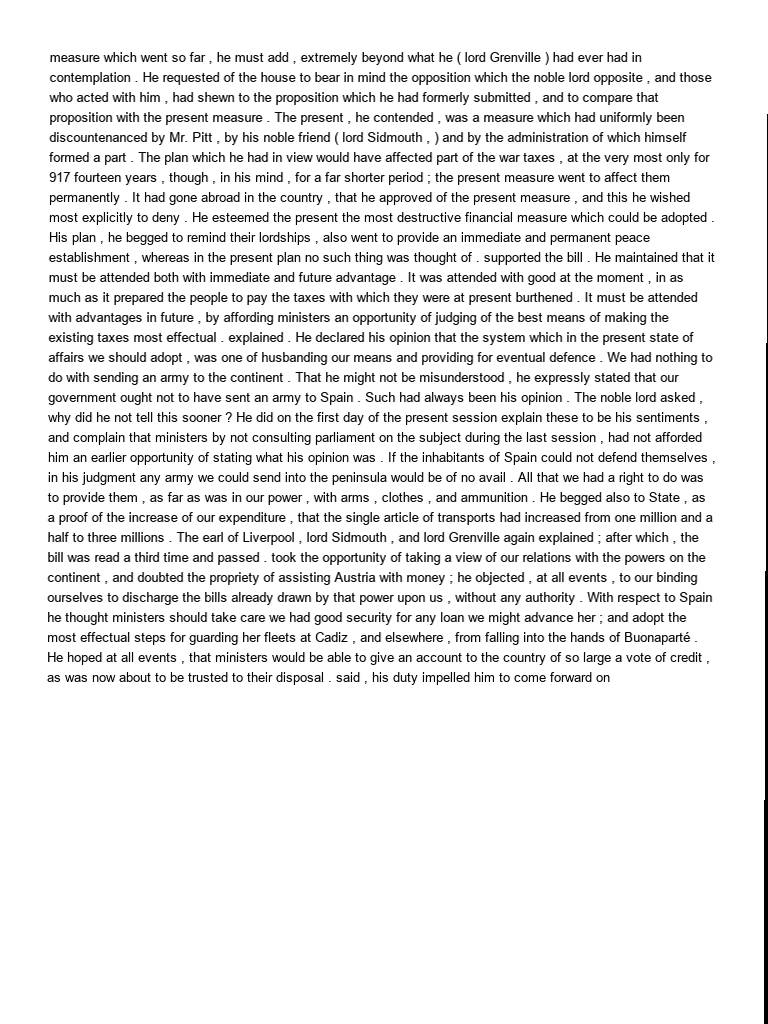 measure which went so far , he must add , extremely beyond what he ( lord Grenville ) had ever had in
contemplation . He requested of the house to bear in mind the opposition which the noble lord opposite , and those
who acted with him , had shewn to the proposition which he had formerly submitted , and to compare that
proposition with the present measure . The present , he contended , was a measure which had uniformly been
discountenanced by Mr. Pitt , by his noble friend ( lord Sidmouth , ) and by the administration of which himself
formed a part . The plan which he had in view would have affected part of the war taxes , at the very most only for
917 fourteen years , though , in his mind , for a far shorter period ; the present measure went to affect them
permanently . It had gone abroad in the country , that he approved of the present measure , and this he wished
most explicitly to deny . He esteemed the present the most destructive financial measure which could be adopted .
His plan , he begged to remind their lordships , also went to provide an immediate and permanent peace
establishment , whereas in the present plan no such thing was thought of . supported the bill . He maintained that it
must be attended both with immediate and future advantage . It was attended with good at the moment , in as
much as it prepared the people to pay the taxes with which they were at present burthened . It must be attended
with advantages in future , by affording ministers an opportunity of judging of the best means of making the
existing taxes most effectual . explained . He declared his opinion that the system which in the present state of
affairs we should adopt , was one of husbanding our means and providing for eventual defence . We had nothing to
do with sending an army to the continent . That he might not be misunderstood , he expressly stated that our
government ought not to have sent an army to Spain . Such had always been his opinion . The noble lord asked ,
why did he not tell this sooner ? He did on the first day of the present session explain these to be his sentiments ,
and complain that ministers by not consulting parliament on the subject during the last session , had not afforded
him an earlier opportunity of stating what his opinion was . If the inhabitants of Spain could not defend themselves ,
in his judgment any army we could send into the peninsula would be of no avail . All that we had a right to do was
to provide them , as far as was in our power , with arms , clothes , and ammunition . He begged also to State , as
a proof of the increase of our expenditure , that the single article of transports had increased from one million and a
half to three millions . The earl of Liverpool , lord Sidmouth , and lord Grenville again explained ; after which , the
bill was read a third time and passed . took the opportunity of taking a view of our relations with the powers on the
continent , and doubted the propriety of assisting Austria with money ; he objected , at all events , to our binding
ourselves to discharge the bills already drawn by that power upon us , without any authority . With respect to Spain
he thought ministers should take care we had good security for any loan we might advance her ; and adopt the
most effectual steps for guarding her fleets at Cadiz , and elsewhere , from falling into the hands of Buonaparté .
He hoped at all events , that ministers would be able to give an account to the country of so large a vote of credit ,
as was now about to be trusted to their disposal . said , his duty impelled him to come forward on